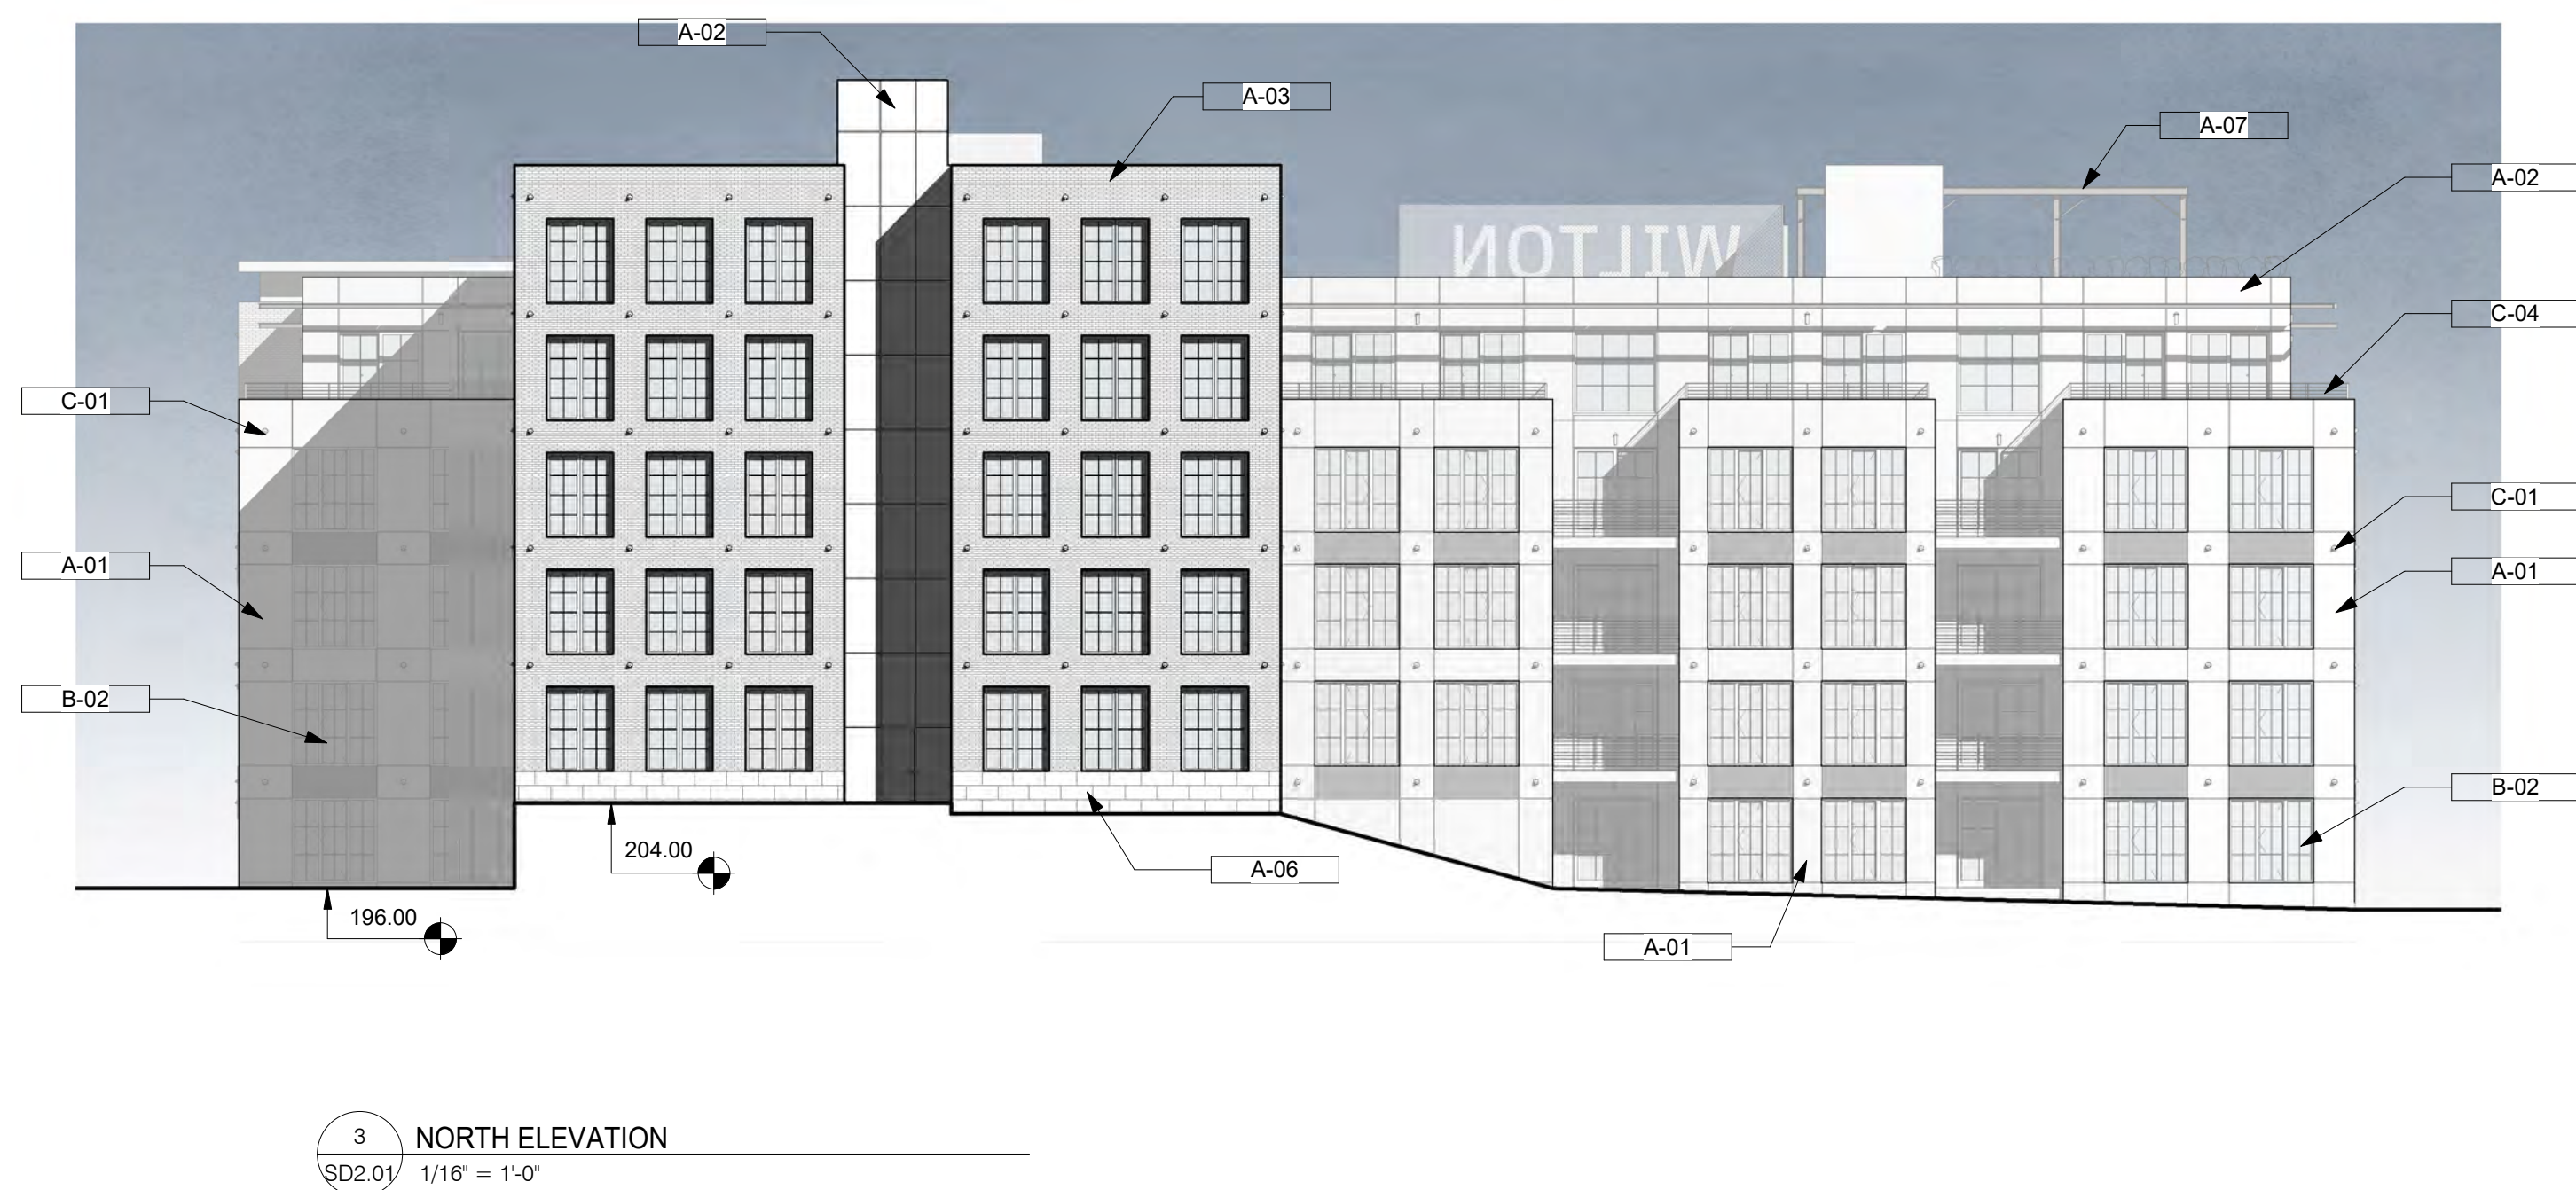 A-02
A-03
A-07
A-02
WILTON
C-04
C-01
C-01
A-01
A-01
B-02
B-02
204.00
A-06
196.00
A-01
3
NORTH ELEVATION
SD2.01
1/16" = 1'-0"